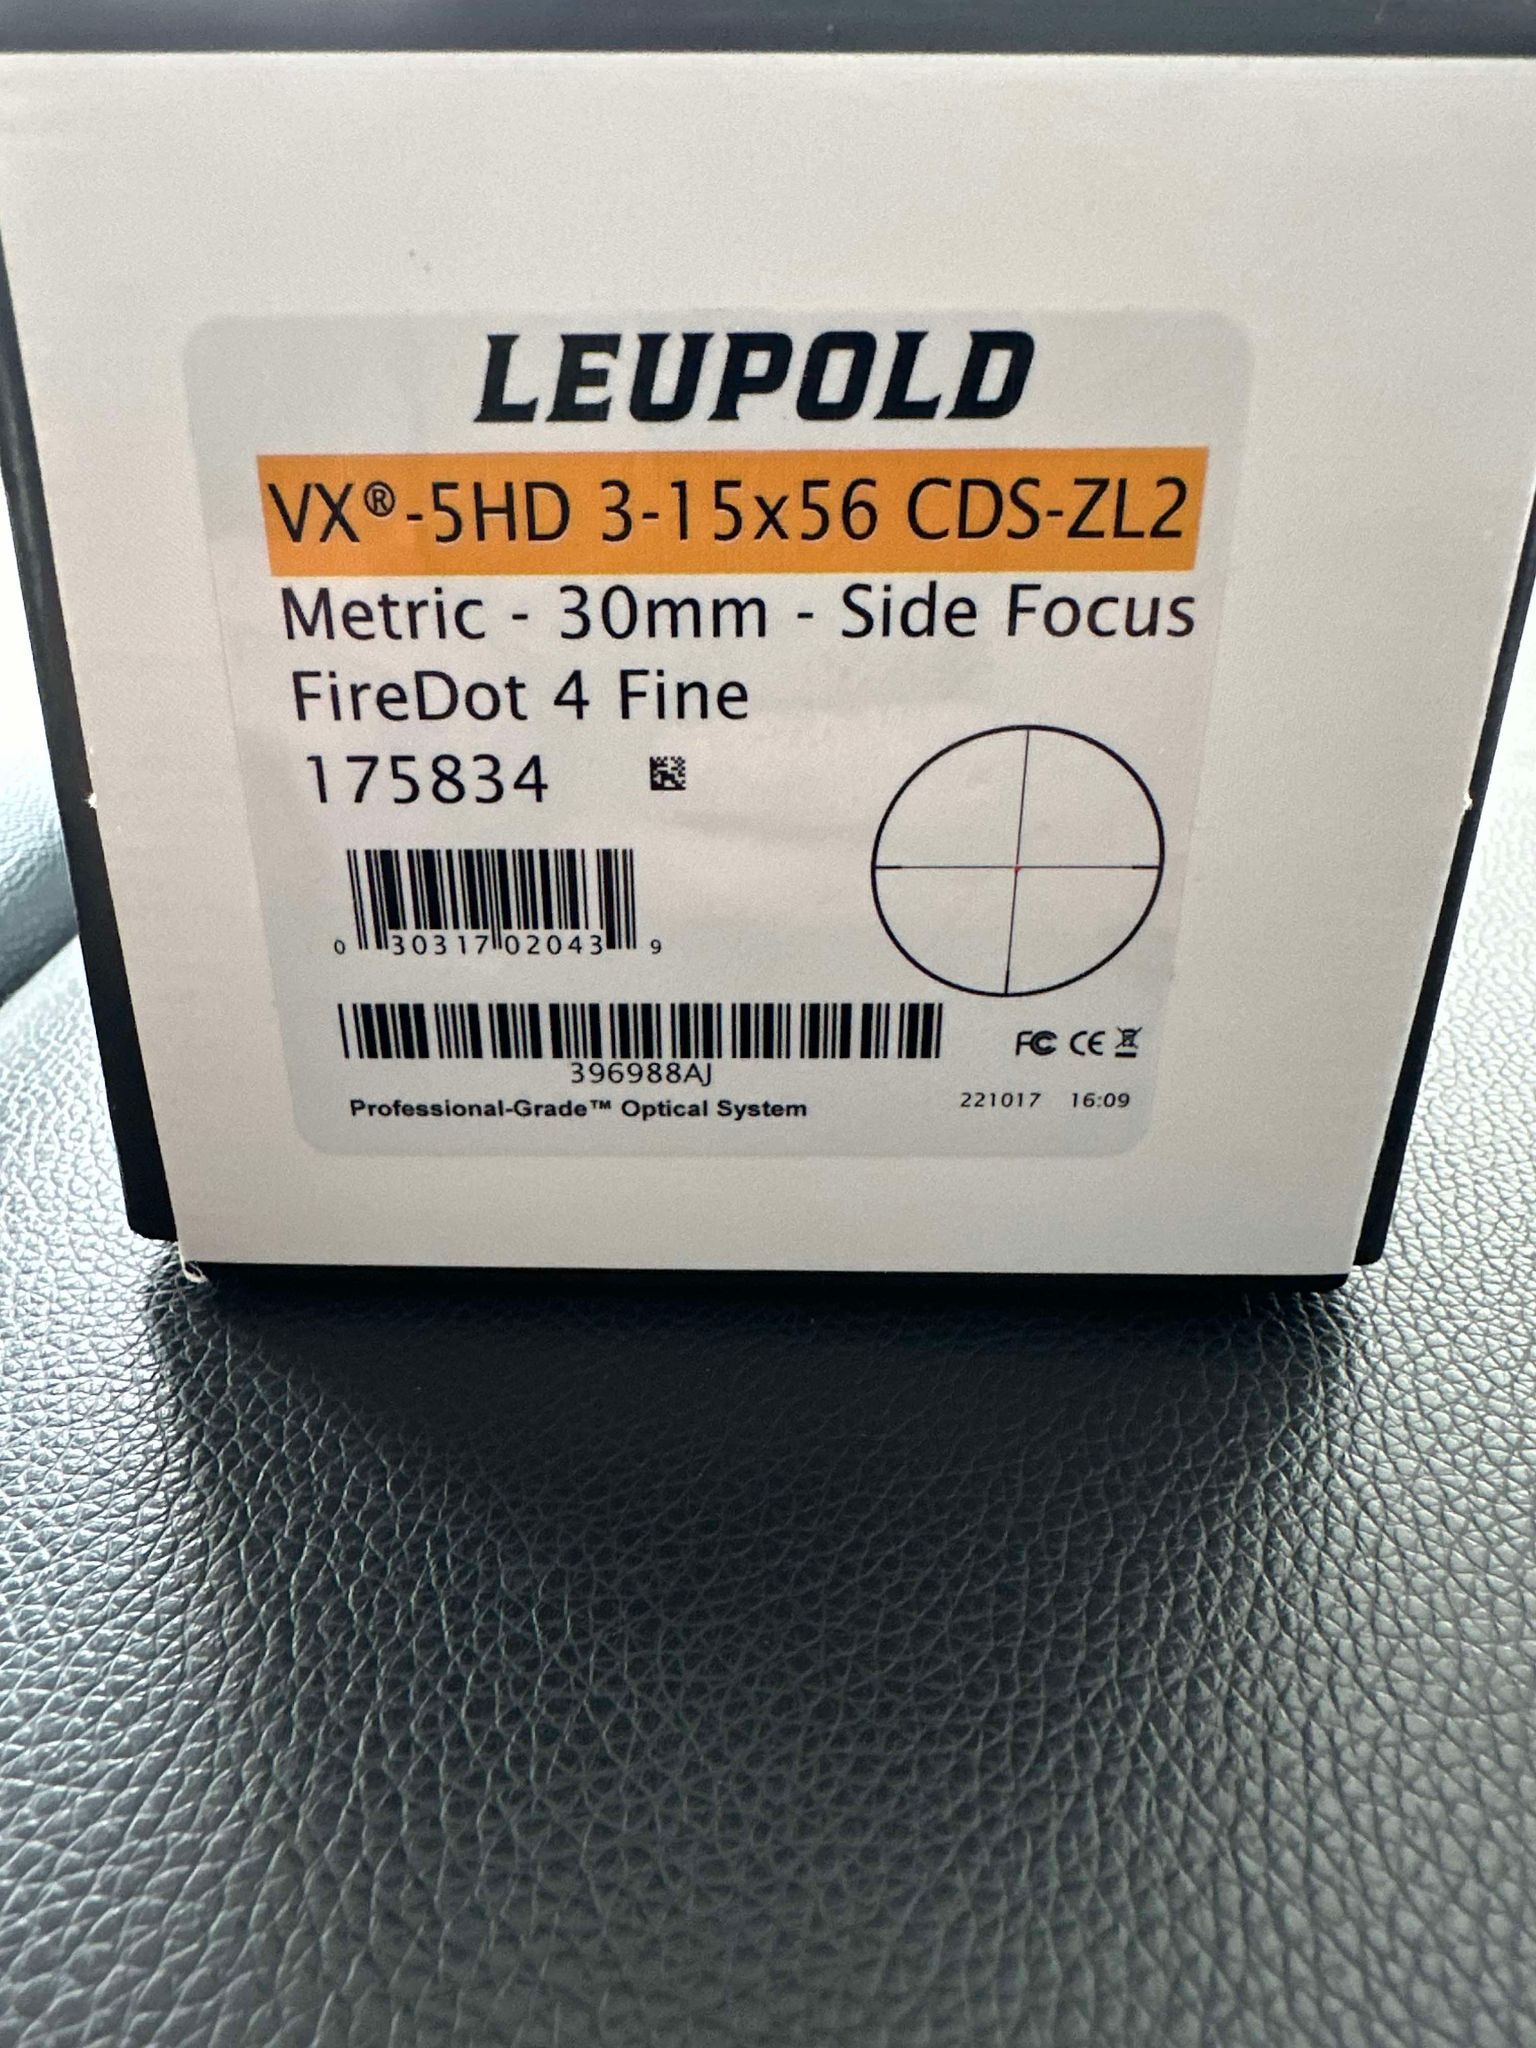 LEUPOLD
VX®-5HD 3-15x56 CDS-ZL2
Metric - 30mm - Side Focus
FireDot 4 Fine
175834
0 30317 02043 9
396988AJ
FC CE
Professional-Grade™ Optical System
221017 16:09